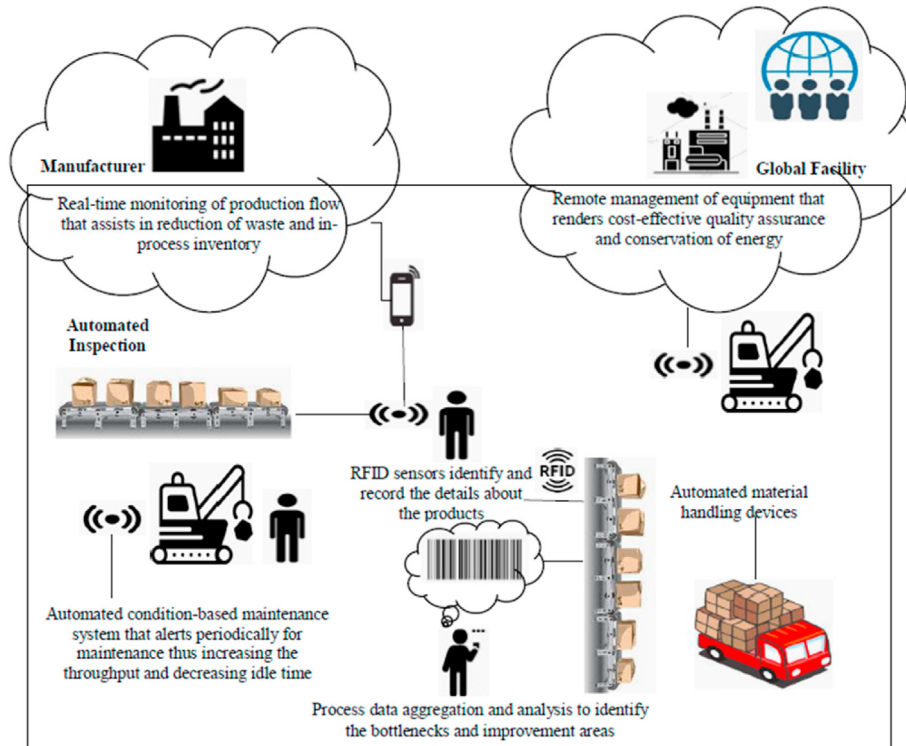 Manufacturer
Real-time monitoring of production flow
that assists in reduction of waste and in-
process inventory
Global Facility
Remote management of equipment that
renders cost-effective quality assurance
and conservation of energy
Automated
Inspection
RFID sensors identify and
record the details about
the products
RFID
Automated material
handling devices
Automated condition-based maintenance
system that alerts periodically for
maintenance thus increasing the
throughput and decreasing idle time
Process data aggregation and analysis to identify
the bottlenecks and improvement areas